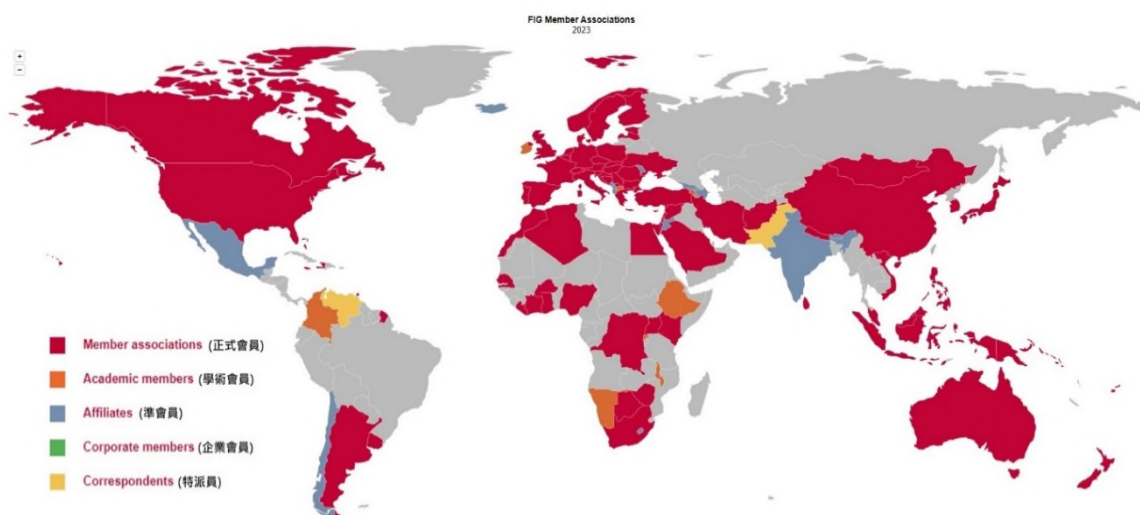 FIG Member Associations
2023
+
−
Member associations (正式會員)
Academic members (學術會員)
Affiliates (準會員)
Corporate members (企業會員)
Correspondents (特派員)